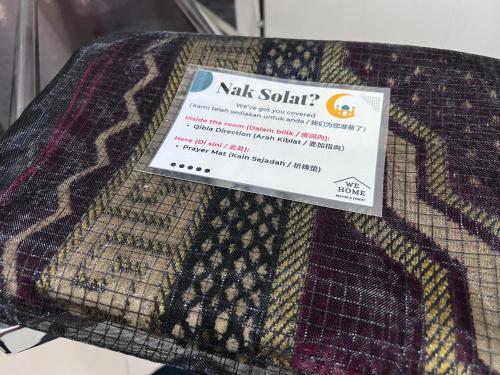 Nak Solat?
We've got you covered
(Kami telah sediakan untuk anda / 我们为您准备了)
Inside the room (Dalam bilik / 房间内):
• Qibla Direction (Arah Kiblat / 麦加指向)
Here (Di sini / 此处):
• Prayer Mat (Kain Sejadah / 祈祷垫)
WE
HOME